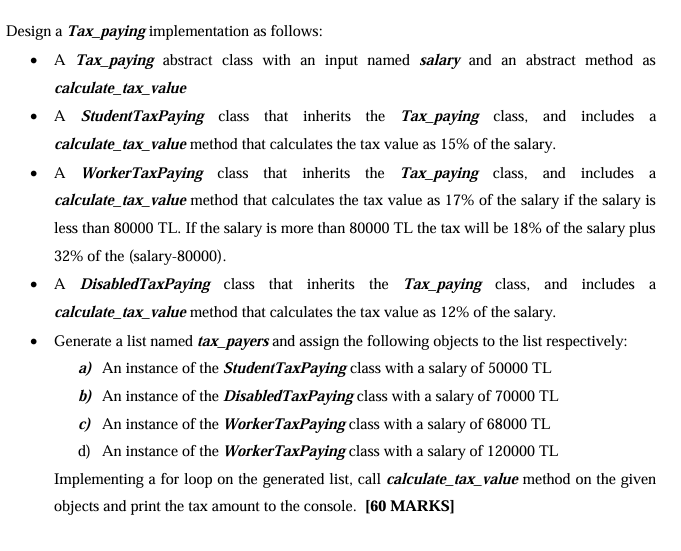 Design a Tax_paying implementation as follows:
• A Tax_paying abstract class with an input named salary and an abstract method as
calculate_tax_value
• A StudentTaxPaying class that inherits the Tax_paying class, and includes a
calculate_tax_value method that calculates the tax value as 15% of the salary.
• A WorkerTaxPaying class that inherits the Tax_paying class, and includes a
calculate_tax_value method that calculates the tax value as 17% of the salary if the salary is
less than 80000 TL. If the salary is more than 80000 TL the tax will be 18% of the salary plus
32% of the (salary-80000).
• A DisabledTaxPaying class that inherits the Tax_paying class, and includes a
calculate_tax_value method that calculates the tax value as 12% of the salary.
• Generate a list named tax_payers and assign the following objects to the list respectively:
a) An instance of the StudentTaxPaying class with a salary of 50000 TL
b) An instance of the DisabledTaxPaying class with a salary of 70000 TL
c) An instance of the WorkerTaxPaying class with a salary of 68000 TL
d) An instance of the WorkerTaxPaying class with a salary of 120000 TL
Implementing a for loop on the generated list, call calculate_tax_value method on the given
objects and print the tax amount to the console. [60 MARKS]